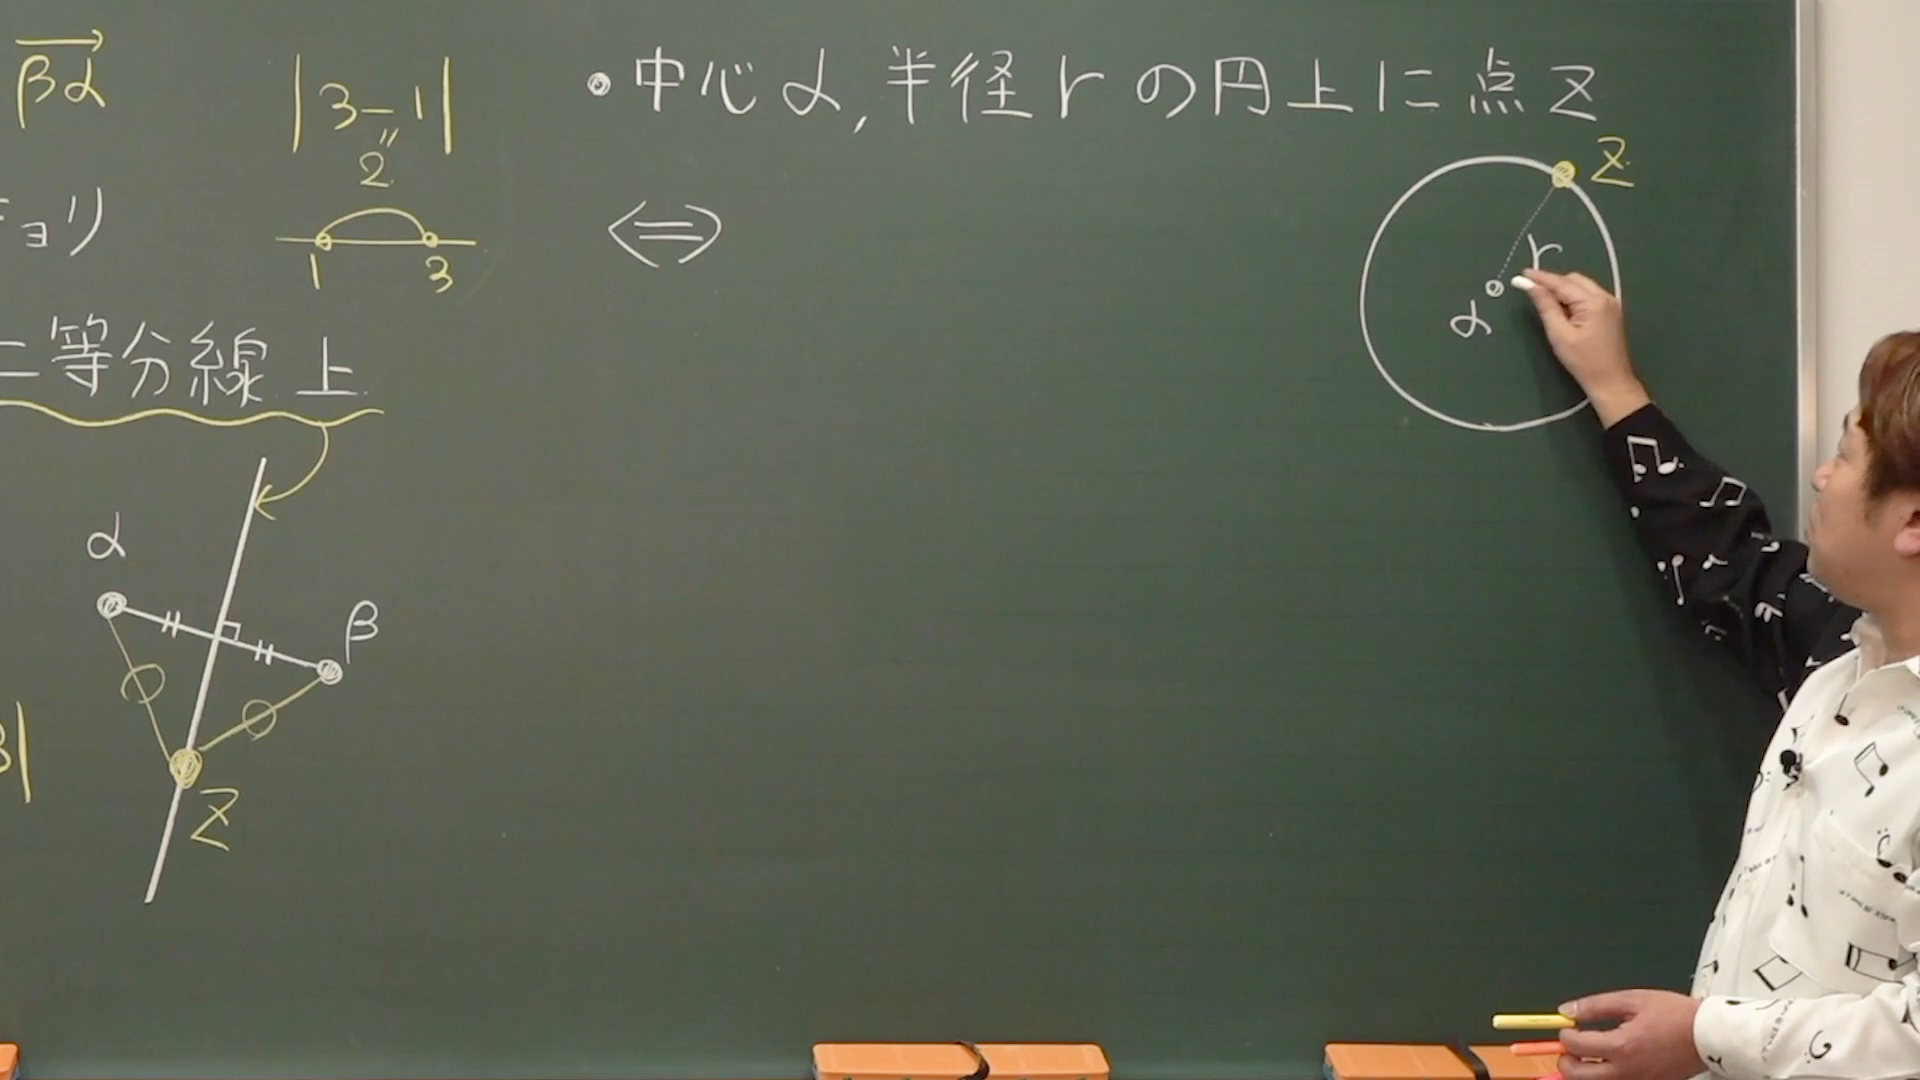 βα
|3-1|
〃
2
1
3
ョリ
二等分線上
α
β
Z
β|
・中心α,半径rの円上に点Z
⇔
Z
r
α